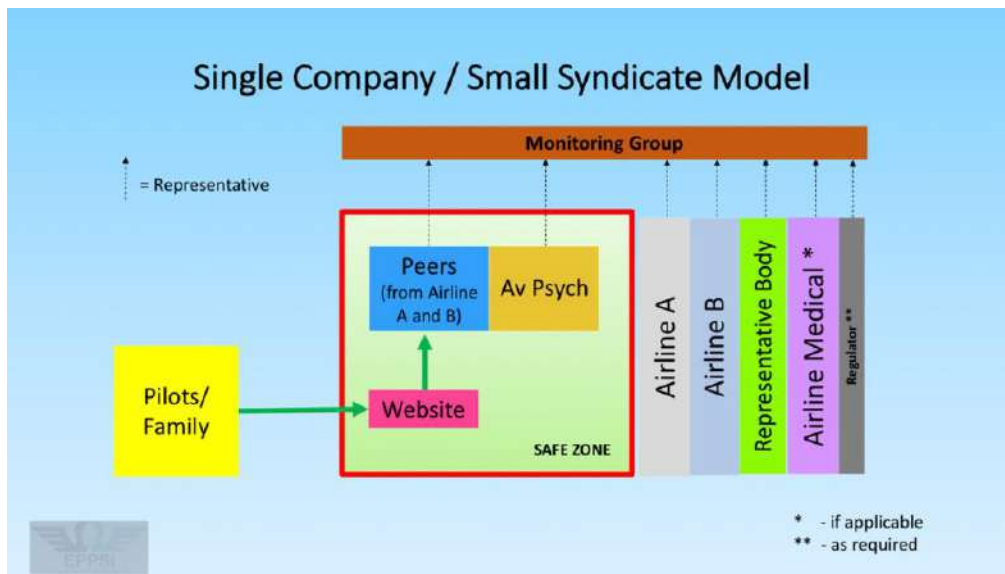 Single Company / Small Syndicate Model
Monitoring Group
= Representative
Peers
(from Airline
A and B)
Av Psych
Website
SAFE ZONE
Pilots/
Family
Airline A
Airline B
Representative Body
Airline Medical *
Regulator **
* - if applicable
** - as required
EPPSI